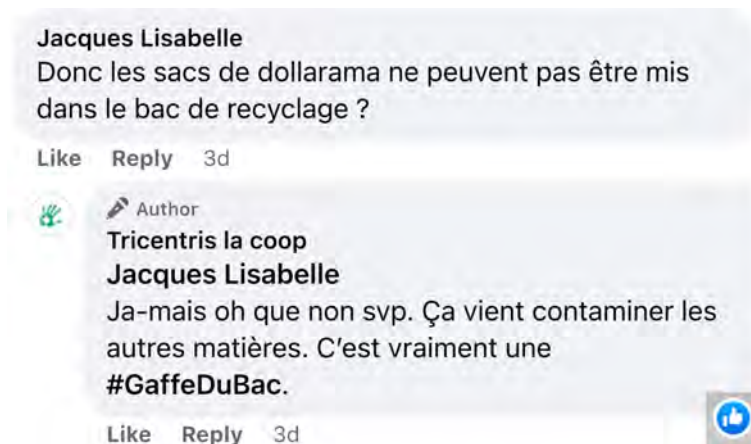 Jacques Lisabelle
Donc les sacs de dollarama ne peuvent pas être mis
dans le bac de recyclage ?
Like Reply 3d
Author
Tricentris la coop
Jacques Lisabelle
Ja-mais oh que non svp. Ça vient contaminer les
autres matières. C'est vraiment une
#GaffeDuBac.
Like Reply 3d